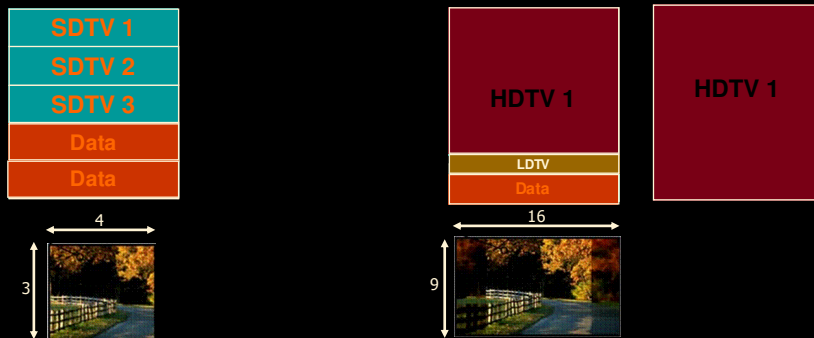 SDTV 1
SDTV 2
SDTV 3
Data
Data
4
3
HDTV 1
LDTV
Data
16
9
HDTV 1